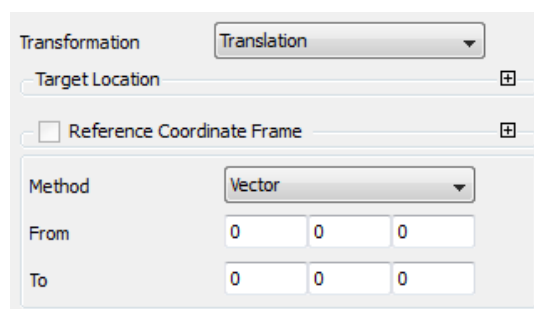 Transformation Translation
Target Location
Reference Coordinate Frame
Method Vector
From 0 0 0
To 0 0 0